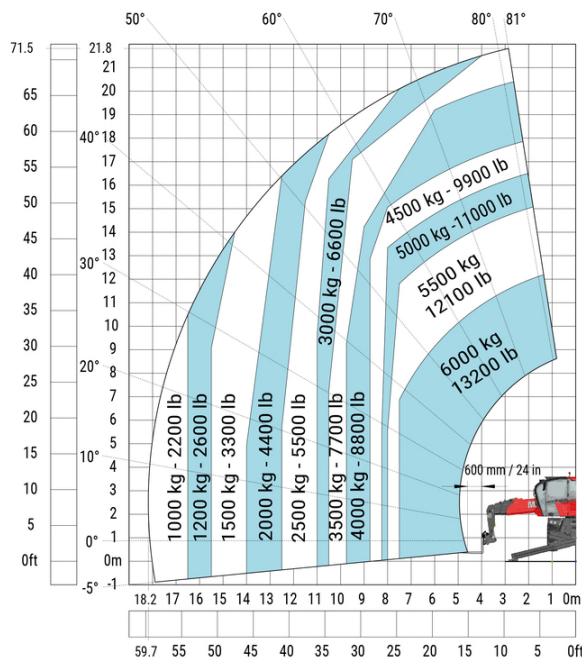 50° 60° 70° 80° 81°
71.5 21.8
21
65 20
19
60 40° 18
17
55 16
50 15
14
45 30° 13
40 12
11
35 10
30 9
20° 8
25 7
20 6
5
15 10° 4
10 3
2
5 0° 1
0ft 0m
-5° -1
4500 kg - 9900 lb
5000 kg -11000 lb
5500 kg
12100 lb
6000 kg
13200 lb
3000 kg - 6600 lb
1000 kg - 2200 lb
1200 kg - 2600 lb
1500 kg - 3300 lb
2000 kg - 4400 lb
2500 kg - 5500 lb
3500 kg - 7700 lb
4000 kg - 8800 lb
600 mm / 24 in
18.2 17 16 15 14 13 12 11 10 9 8 7 6 5 4 3 2 1 0m
59.7 55 50 45 40 35 30 25 20 15 10 5 0ft